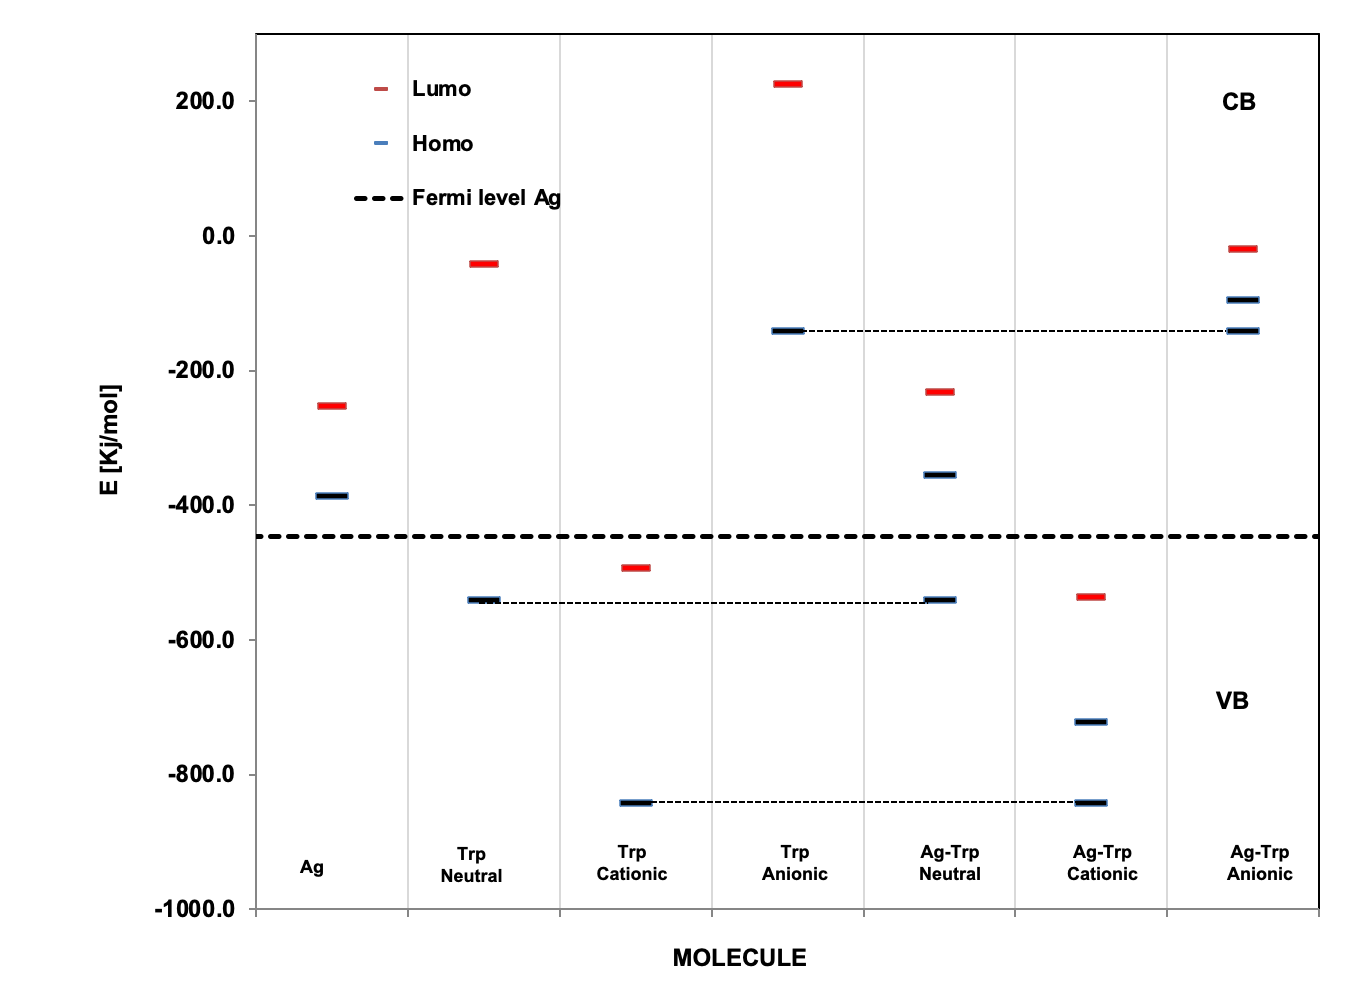 Lumo
Homo
Fermi level Ag
CB
VB
200.0
0.0
-200.0
-400.0
-600.0
-800.0
-1000.0
E [Kj/mol]
Ag
Trp
Neutral
Trp
Cationic
Trp
Anionic
Ag-Trp
Neutral
Ag-Trp
Cationic
Ag-Trp
Anionic
MOLECULE